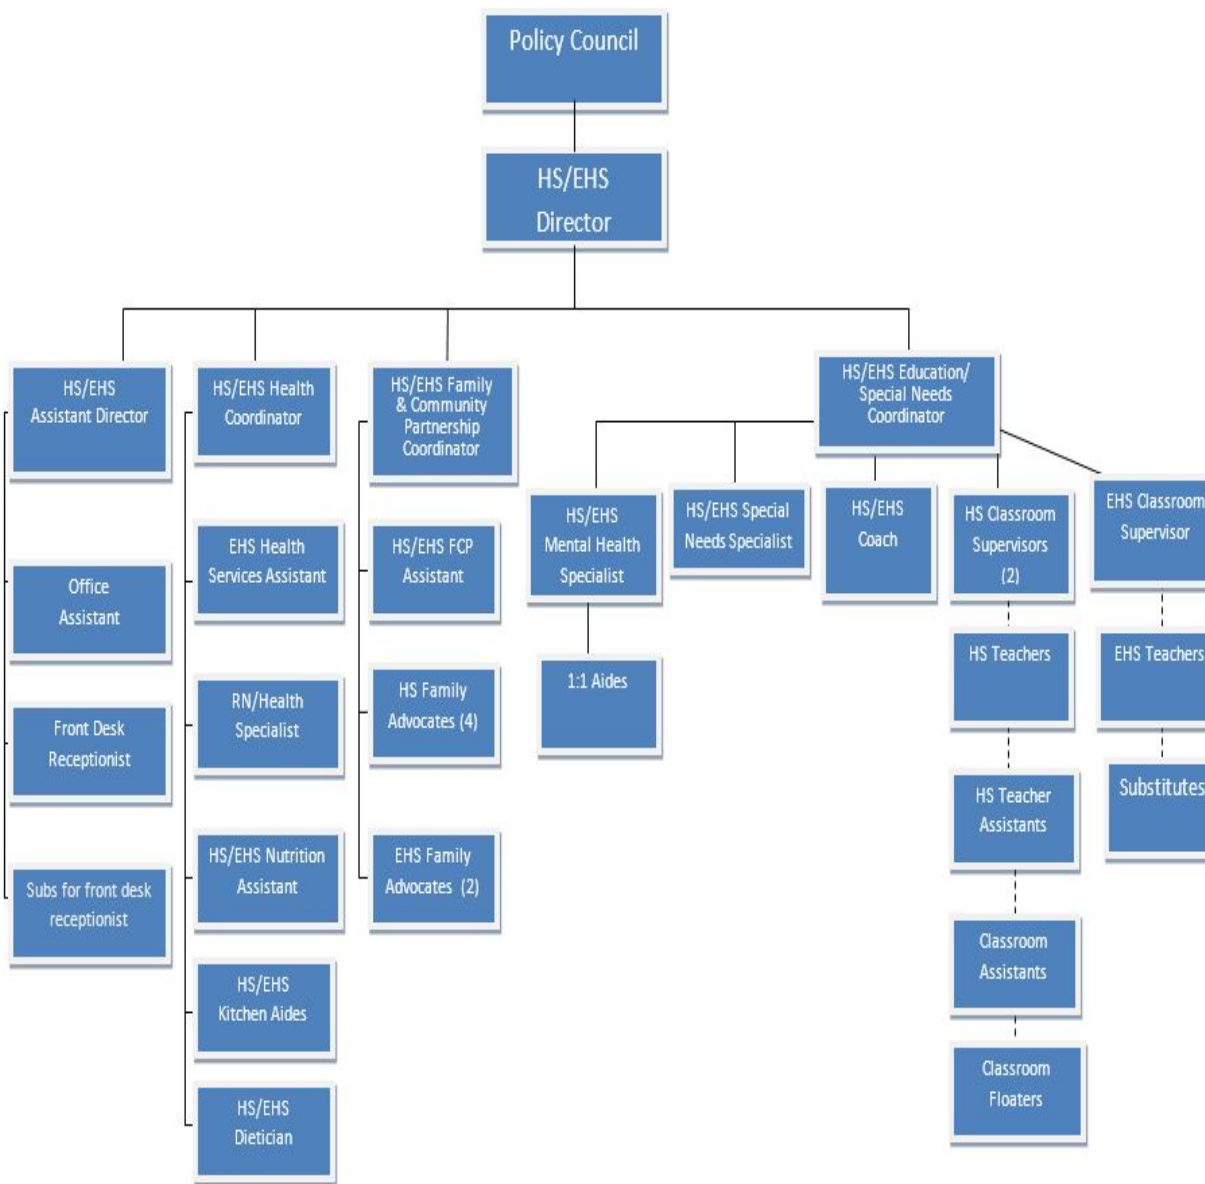 Policy Council
HS/EHS
Director
HS/EHS
Assistant Director
HS/EHS Health
Coordinator
HS/EHS Family
& Community
Partnership
Coordinator
HS/EHS Education/
Special Needs
Coordinator
Office
Assistant
Front Desk
Receptionist
Subs for front desk
receptionist
EHS Health
Services Assistant
RN/Health
Specialist
HS/EHS Nutrition
Assistant
HS/EHS
Kitchen Aides
HS/EHS
Dietician
HS/EHS FCP
Assistant
HS Family
Advocates (4)
EHS Family
Advocates (2)
HS/EHS
Mental Health
Specialist
1:1 Aides
HS/EHS Special
Needs Specialist
HS/EHS
Coach
HS Classroom
Supervisors
(2)
HS Teachers
HS Teacher
Assistants
Classroom
Assistants
Classroom
Floaters
EHS Classroom
Supervisor
EHS Teachers
Substitutes